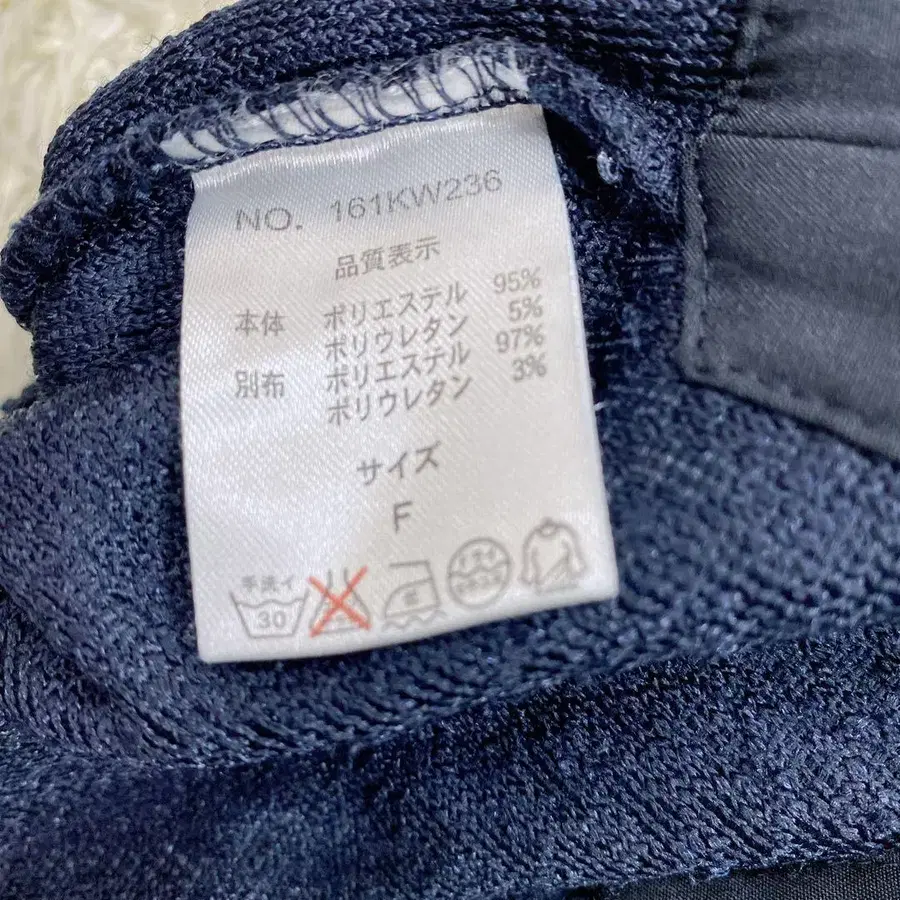 NO. 161KW236
品質表示
本体 ポリエステル 95%
ポリウレタン 5%
別布 ポリエステル 97%
ポリウレタン 3%
サイズ
F
手洗イ
30